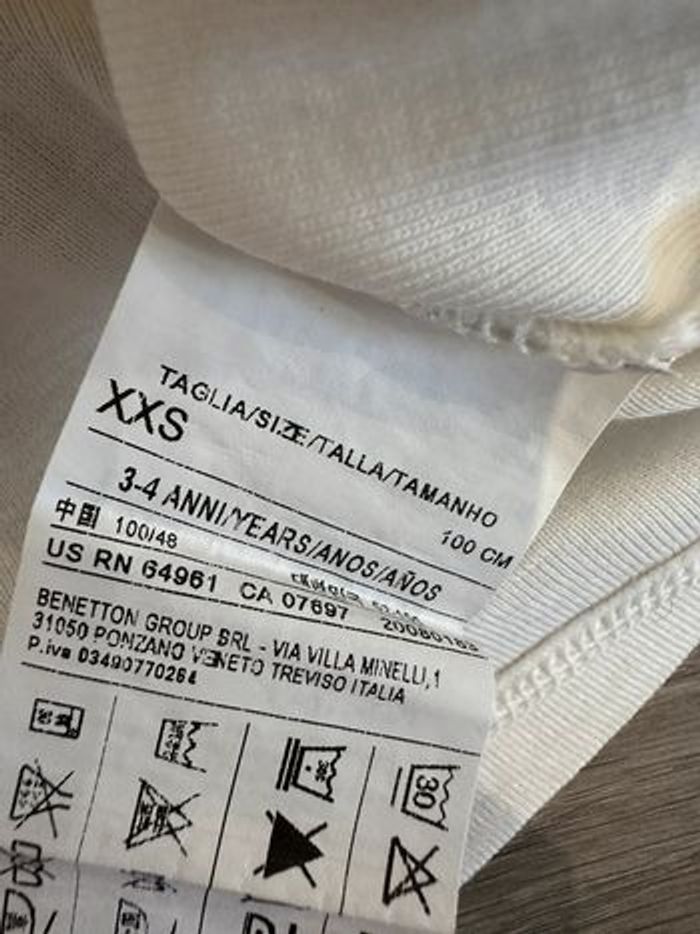 TAGLIA/SIZE/TALLA/TAMANHO
XXS
100 CM
3-4 ANNI/YEARS/ANOS/AÑOS
中国 100/48
US RN 64961 CA 07697
BENETTON GROUP SRL - VIA VILLA MINELLI,1
31050 PONZANO VENETO TREVISO ITALIA
P.iva 03490770264
30